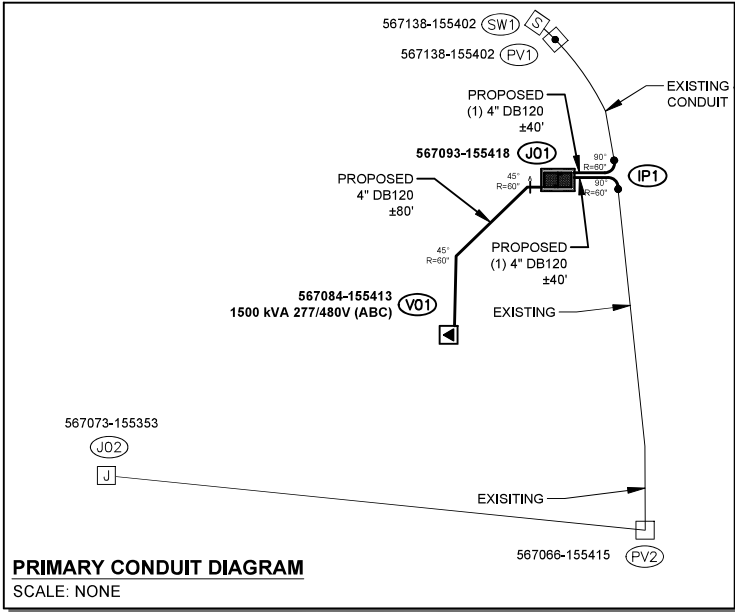 567138-155402 SW1
S
567138-155402 PV1
EXISTING
CONDUIT
PROPOSED
(1) 4" DB120
±40'
567093-155418 J01
90°
R=60"
IP1
45°
R=60"
90°
R=60"
PROPOSED
4" DB120
±80'
PROPOSED
(1) 4" DB120
±40'
45°
R=60"
567084-155413
1500 kVA 277/480V (ABC)
V01
EXISTING
567073-155353
J02
J
EXISITING
567066-155415 PV2
PRIMARY CONDUIT DIAGRAM
SCALE: NONE